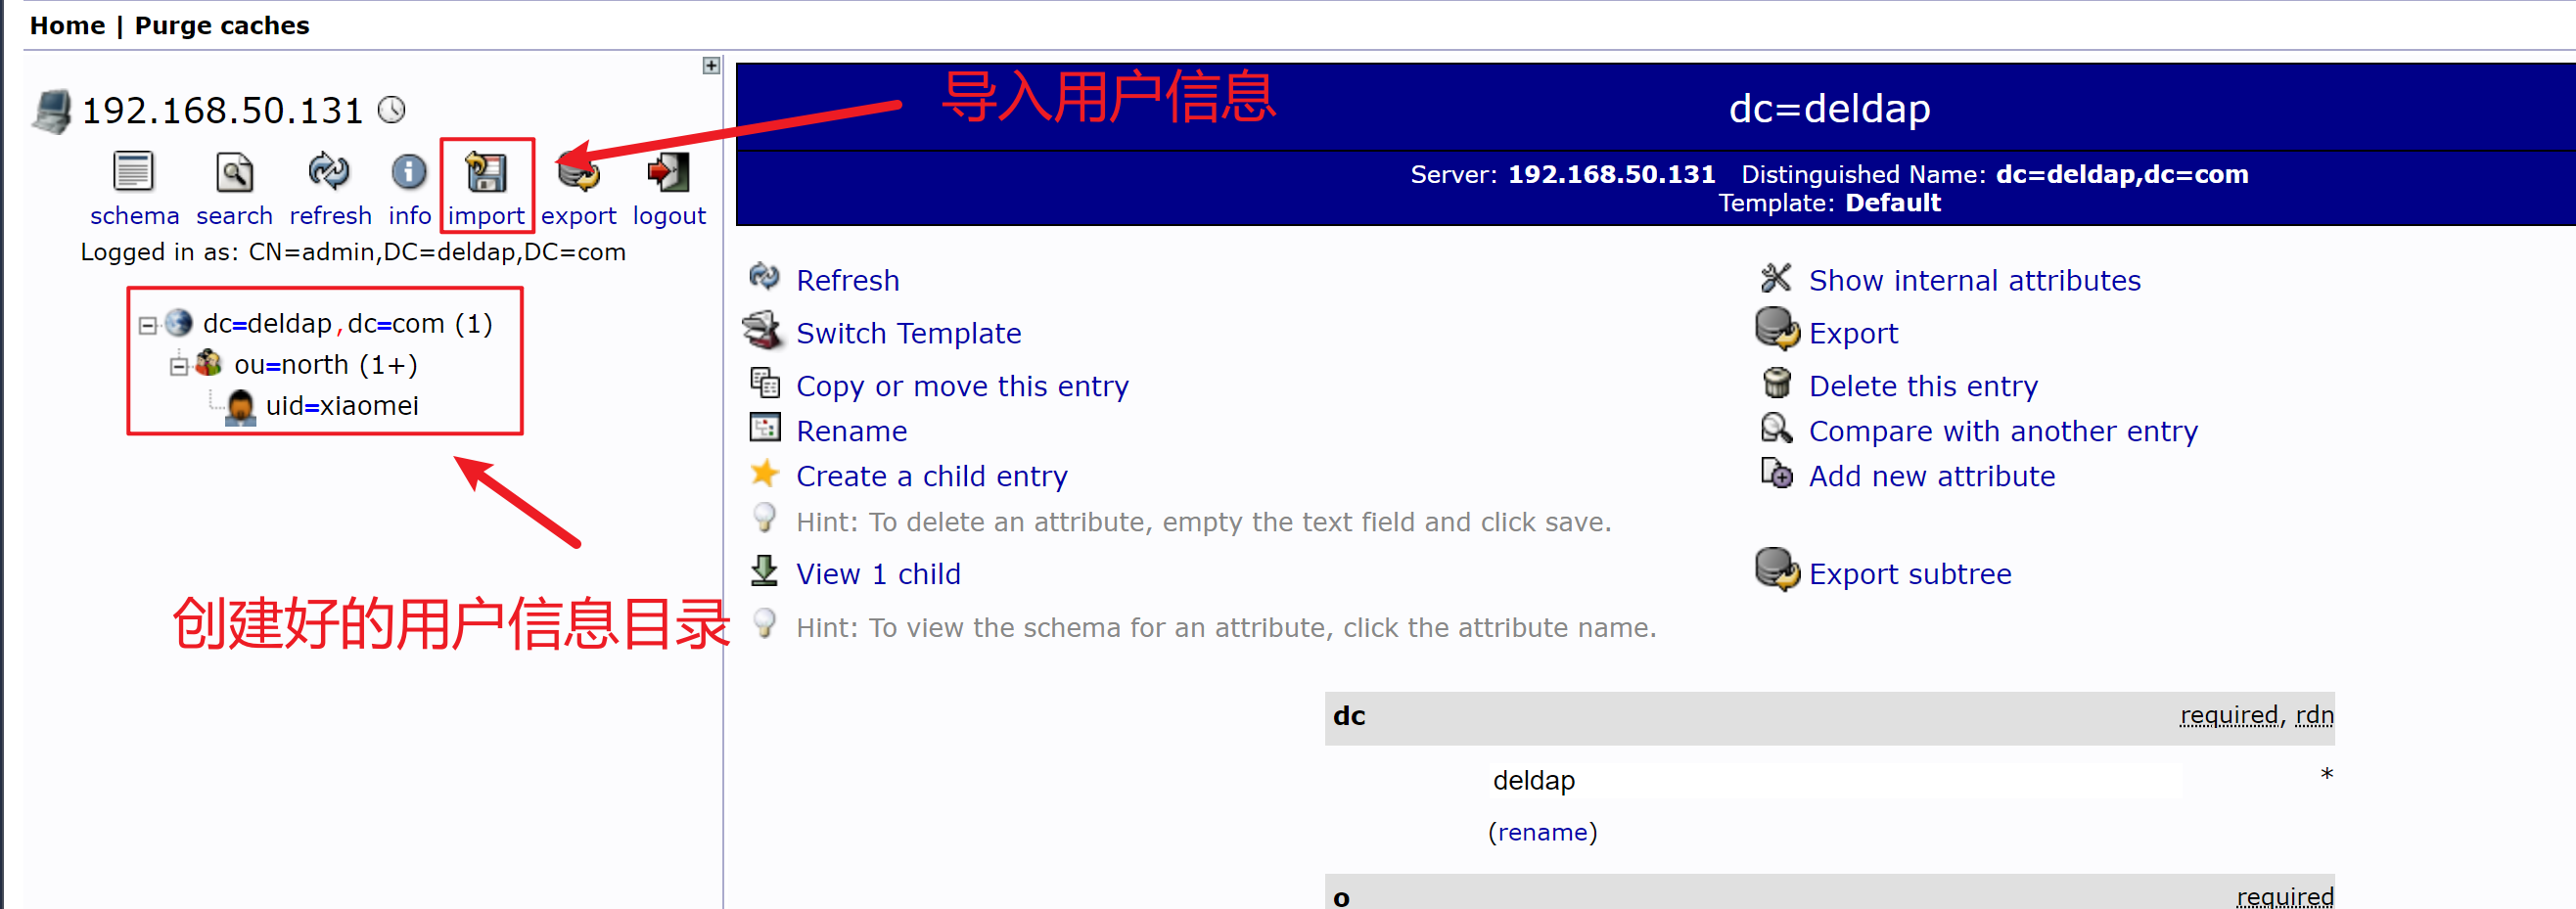 Home | Purge caches
192.168.50.131
schema search refresh info import export logout
Logged in as: CN=admin,DC=deldap,DC=com
dc=deldap,dc=com (1)
ou=north (1+)
uid=xiaomei
创建好的用户信息目录
导入用户信息
dc=deldap
Server: 192.168.50.131 Distinguished Name: dc=deldap,dc=com
Template: Default
Refresh
Show internal attributes
Switch Template
Export
Copy or move this entry
Delete this entry
Rename
Compare with another entry
Create a child entry
Add new attribute
Hint: To delete an attribute, empty the text field and click save.
View 1 child
Export subtree
Hint: To view the schema for an attribute, click the attribute name.
dc required, rdn
deldap *
(rename)
o required